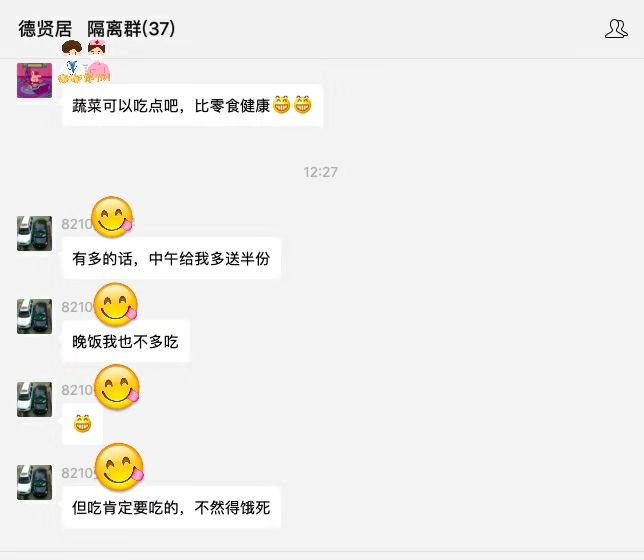 德贤居 隔离群(37)
蔬菜可以吃点吧，比零食健康😁😁
12:27
8210
有多的话，中午给我多送半份
8210
晚饭我也不多吃
8210
😁
8210
但吃肯定要吃的，不然得饿死